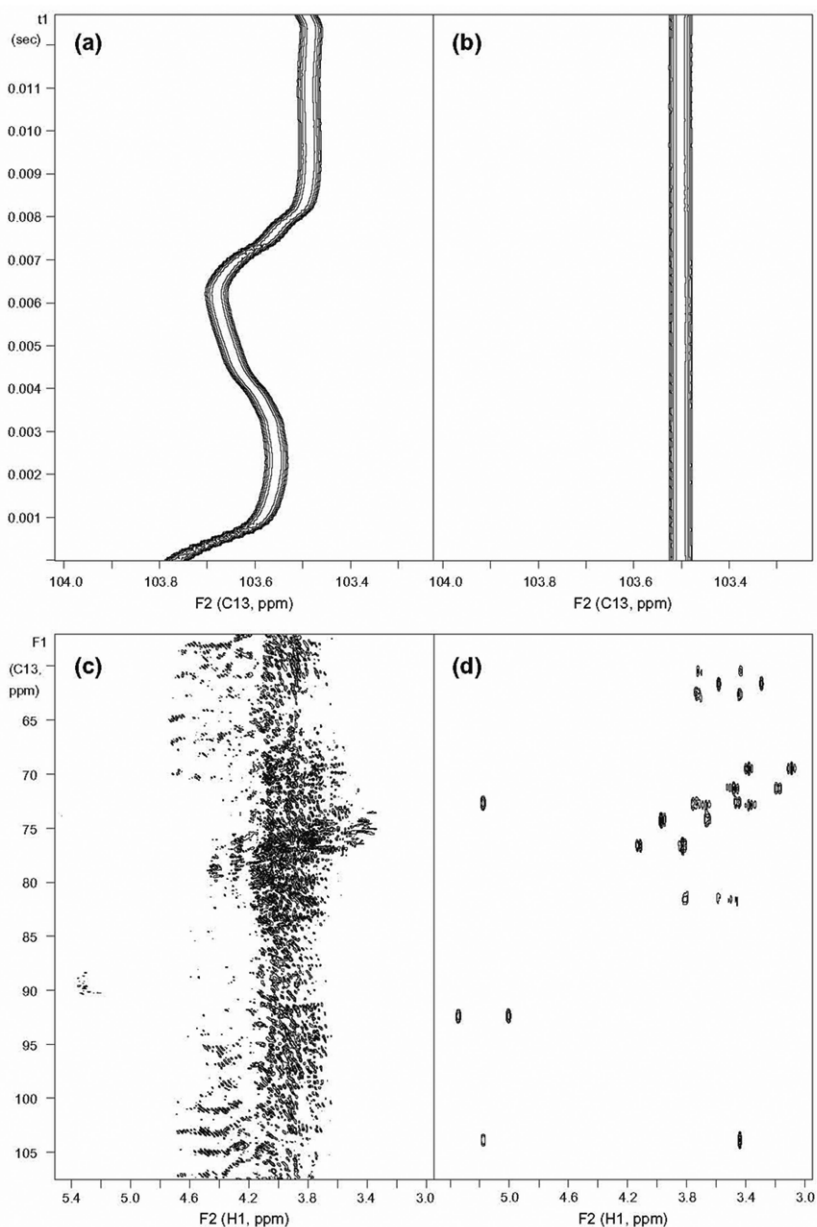 t1
(sec)
(a)
(b)
0.011
0.010
0.009
0.008
0.007
0.006
0.005
0.004
0.003
0.002
0.001
104.0 103.8 103.6 103.4
104.0 103.8 103.6 103.4
F2 (C13, ppm)
F2 (C13, ppm)
F1
(C13,
ppm)
(c)
(d)
65
70
75
80
85
90
95
100
105
5.4 5.0 4.6 4.2 3.8 3.4 3.0
5.0 4.6 4.2 3.8 3.4 3.0
F2 (H1, ppm)
F2 (H1, ppm)